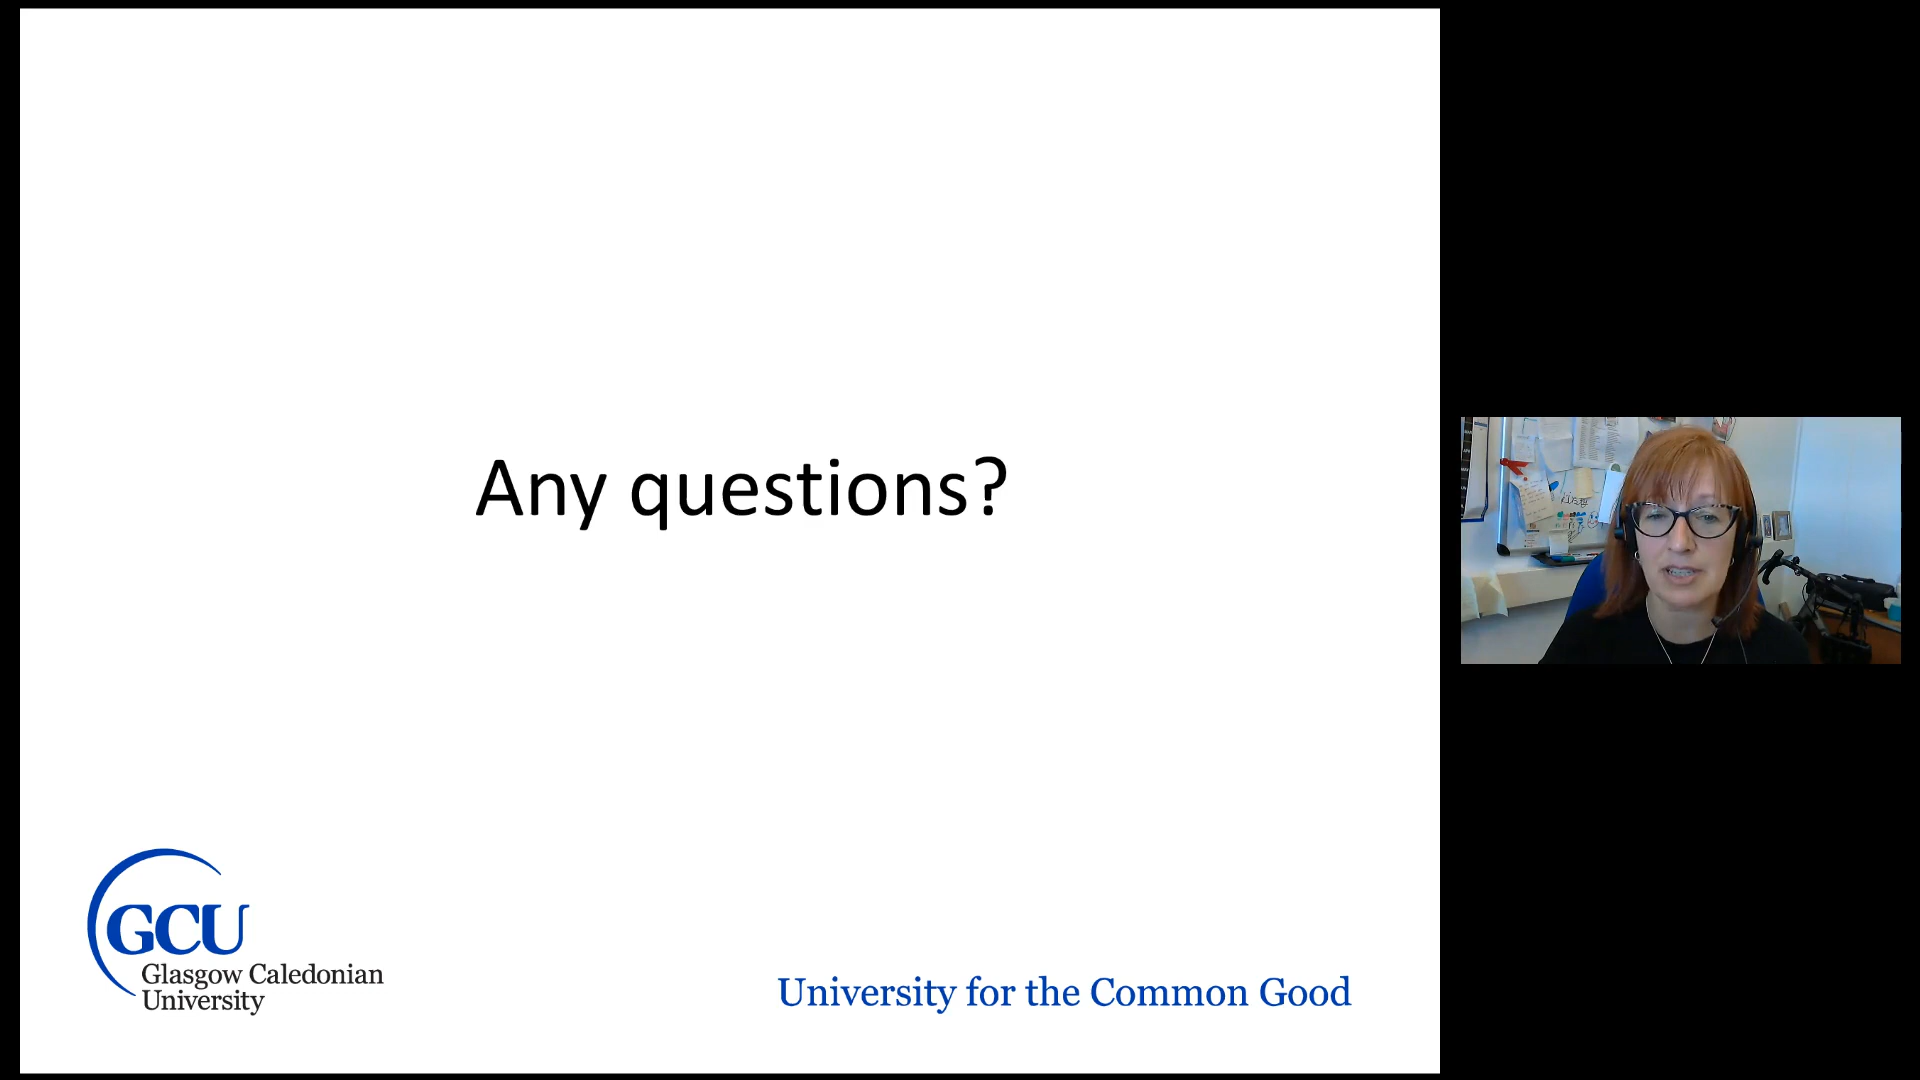 Any questions?
GCU
Glasgow Caledonian
University
University for the Common Good